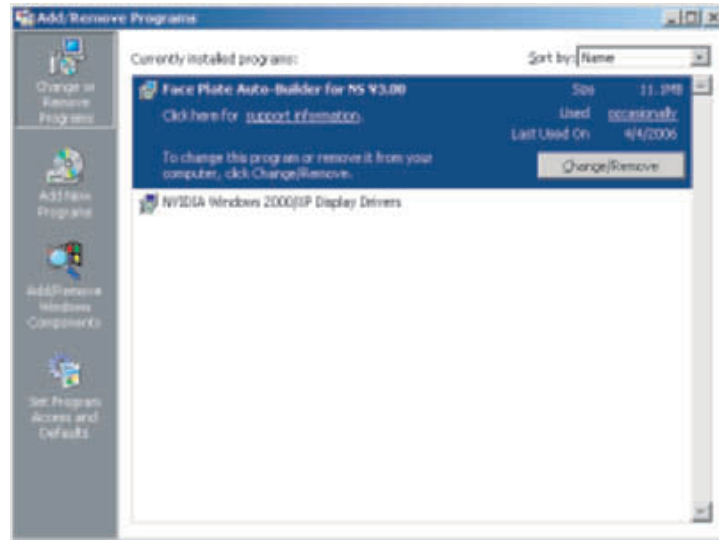 Add/Remove Programs
Change or
Remove
Programs
Add New
Programs
Add/Remove
Windows
Components
Set Program
Access and
Defaults
Currently installed programs:
Sort by: Name
Face Plate Auto-Builder for NS V3.00
Size 11.1MB
Click here for support information.
Used occasionally
Last Used On 4/4/2006
To change this program or remove it from your
computer, click Change/Remove.
Change/Remove
NVIDIA Windows 2000/XP Display Drivers